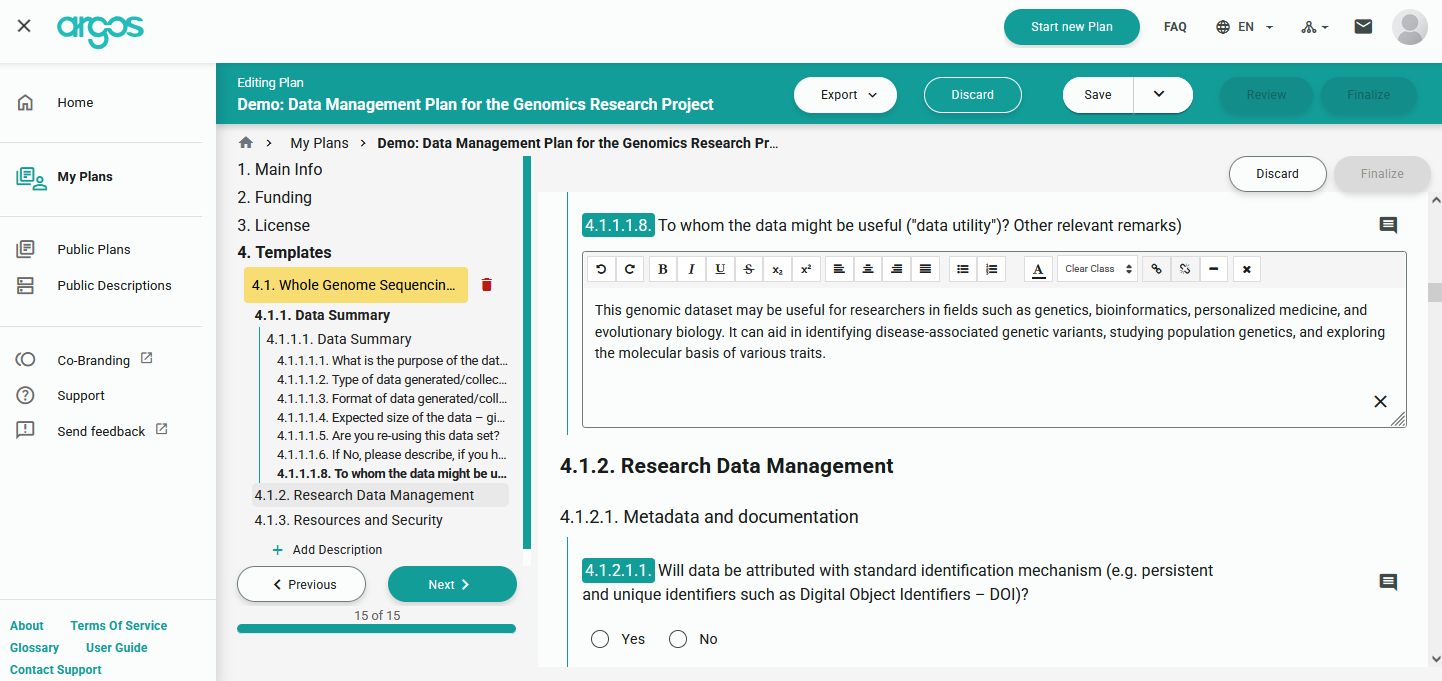 argos
Start new Plan
FAQ
EN
Home
My Plans
Public Plans
Public Descriptions
Co-Branding
Support
Send feedback
About Terms Of Service
Glossary User Guide
Contact Support
Editing Plan
Demo: Data Management Plan for the Genomics Research Project
Export
Discard
Save
Review
Finalize
My Plans > Demo: Data Management Plan for the Genomics Research Pr...
1. Main Info
2. Funding
3. License
4. Templates
4.1. Whole Genome Sequencin...
4.1.1. Data Summary
4.1.1.1. Data Summary
4.1.1.1.1. What is the purpose of the dat...
4.1.1.1.2. Type of data generated/collec...
4.1.1.1.3. Format of data generated/coll...
4.1.1.1.4. Expected size of the data – gi...
4.1.1.1.5. Are you re-using this data set?
4.1.1.1.6. If No, please describe, if you h...
4.1.1.1.8. To whom the data might be u...
4.1.2. Research Data Management
4.1.3. Resources and Security
+ Add Description
Previous
Next
15 of 15
Discard
Finalize
4.1.1.1.8. To whom the data might be useful ("data utility")? Other relevant remarks)
B I U S x₂ x² A Clear Class
This genomic dataset may be useful for researchers in fields such as genetics, bioinformatics, personalized medicine, and
evolutionary biology. It can aid in identifying disease-associated genetic variants, studying population genetics, and exploring
the molecular basis of various traits.
4.1.2. Research Data Management
4.1.2.1. Metadata and documentation
4.1.2.1.1. Will data be attributed with standard identification mechanism (e.g. persistent
and unique identifiers such as Digital Object Identifiers – DOI)?
Yes No